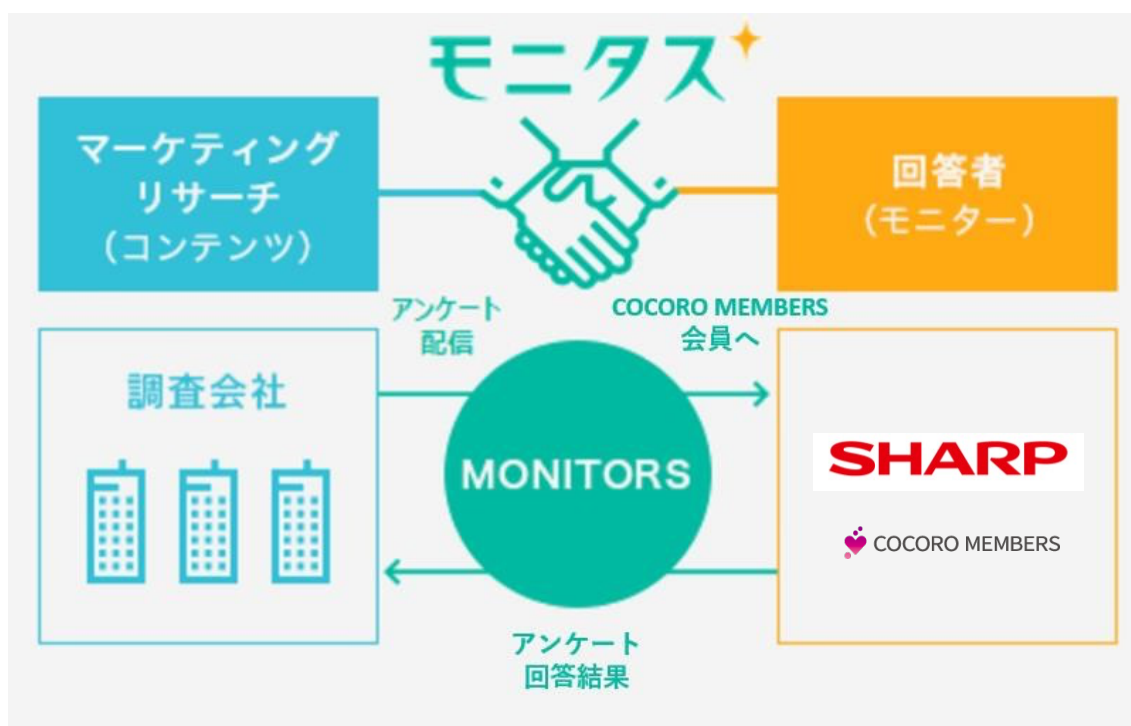 モニタス
マーケティング
リサーチ
(コンテンツ)
回答者
(モニター)
アンケート
配信
COCORO MEMBERS
会員へ
調査会社
MONITORS
SHARP
COCORO MEMBERS
アンケート
回答結果